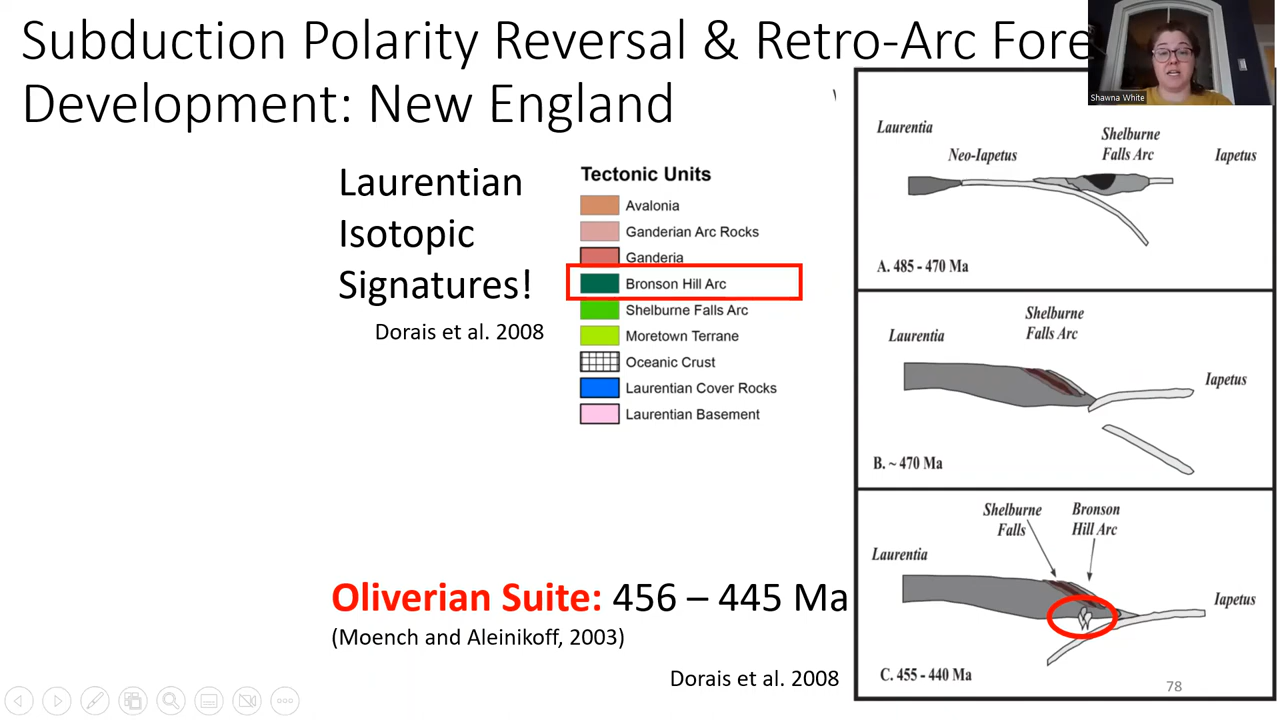 Subduction Polarity Reversal & Retro-Arc Fore
Development: New England
Shawna White
Laurentian
Isotopic
Signatures!
Dorais et al. 2008
Tectonic Units
Avalonia
Ganderian Arc Rocks
Ganderia
Bronson Hill Arc
Shelburne Falls Arc
Moretown Terrane
Oceanic Crust
Laurentian Cover Rocks
Laurentian Basement
Laurentia
Neo-Iapetus
Shelburne
Falls Arc
Iapetus
A. 485 - 470 Ma
Laurentia
Shelburne
Falls Arc
Iapetus
B. ~ 470 Ma
Laurentia
Shelburne
Falls
Bronson
Hill Arc
Iapetus
C. 455 - 440 Ma
Oliverian Suite: 456 – 445 Ma
(Moench and Aleinikoff, 2003)
Dorais et al. 2008
78